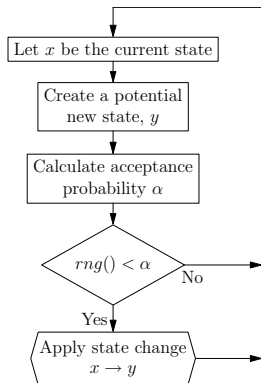 Let x be the current state
Create a potential
new state, y
Calculate acceptance
probability α
rng() < α
No
Yes
Apply state change
x → y